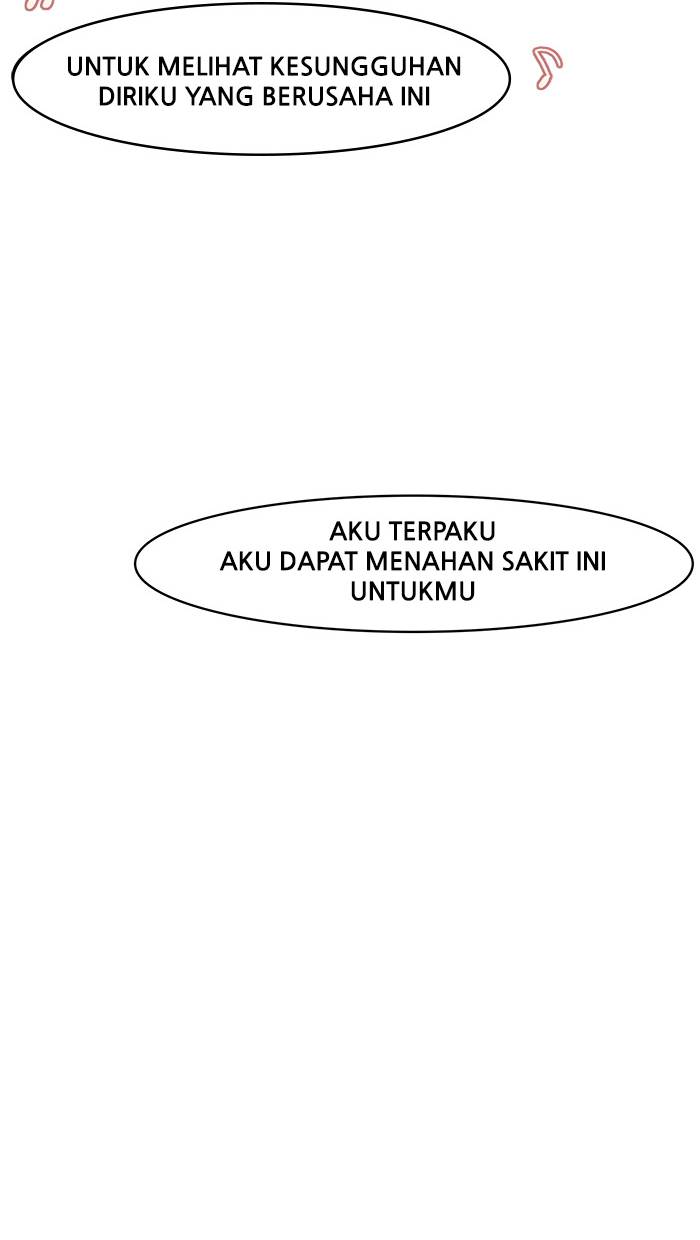 UNTUK MELIHAT KESUNGGUHAN
DIRIKU YANG BERUSAHA INI
AKU TERPAKU
AKU DAPAT MENAHAN SAKIT INI
UNTUKMU